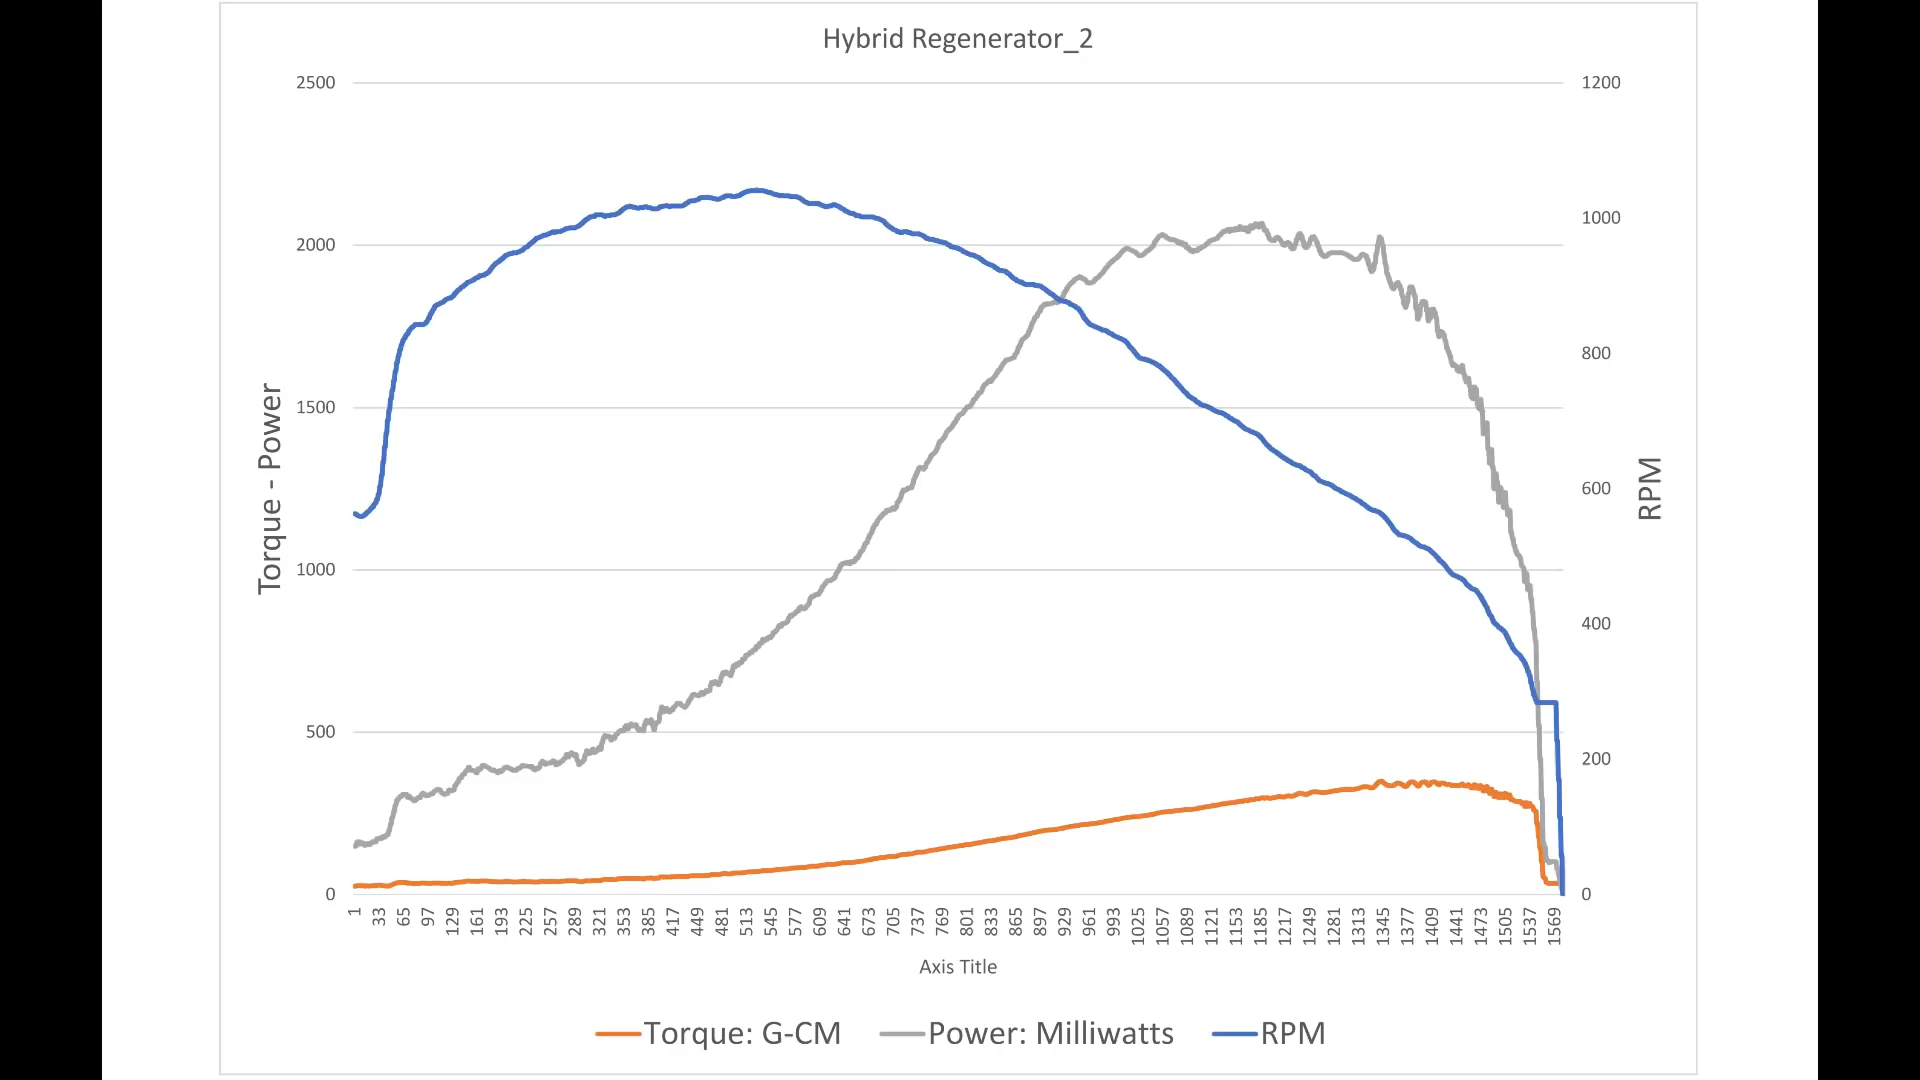 Hybrid Regenerator_2
2500
2000
1500
1000
500
0
Torque - Power
1200
1000
800
600
400
200
0
RPM
1 33 65 97 129 161 193 225 257 289 321 353 385 417 449 481 513 545 577 609 641 673 705 737 769 801 833 865 897 929 961 993 1025 1057 1089 1121 1153 1185 1217 1249 1281 1313 1345 1377 1409 1441 1473 1505 1537 1569
Axis Title
Torque: G-CM Power: Milliwatts RPM